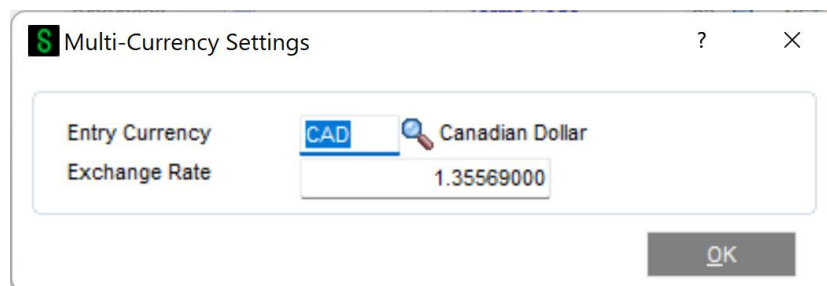 S Multi-Currency Settings ?
Entry Currency CAD Canadian Dollar
Exchange Rate 1.35569000
OK